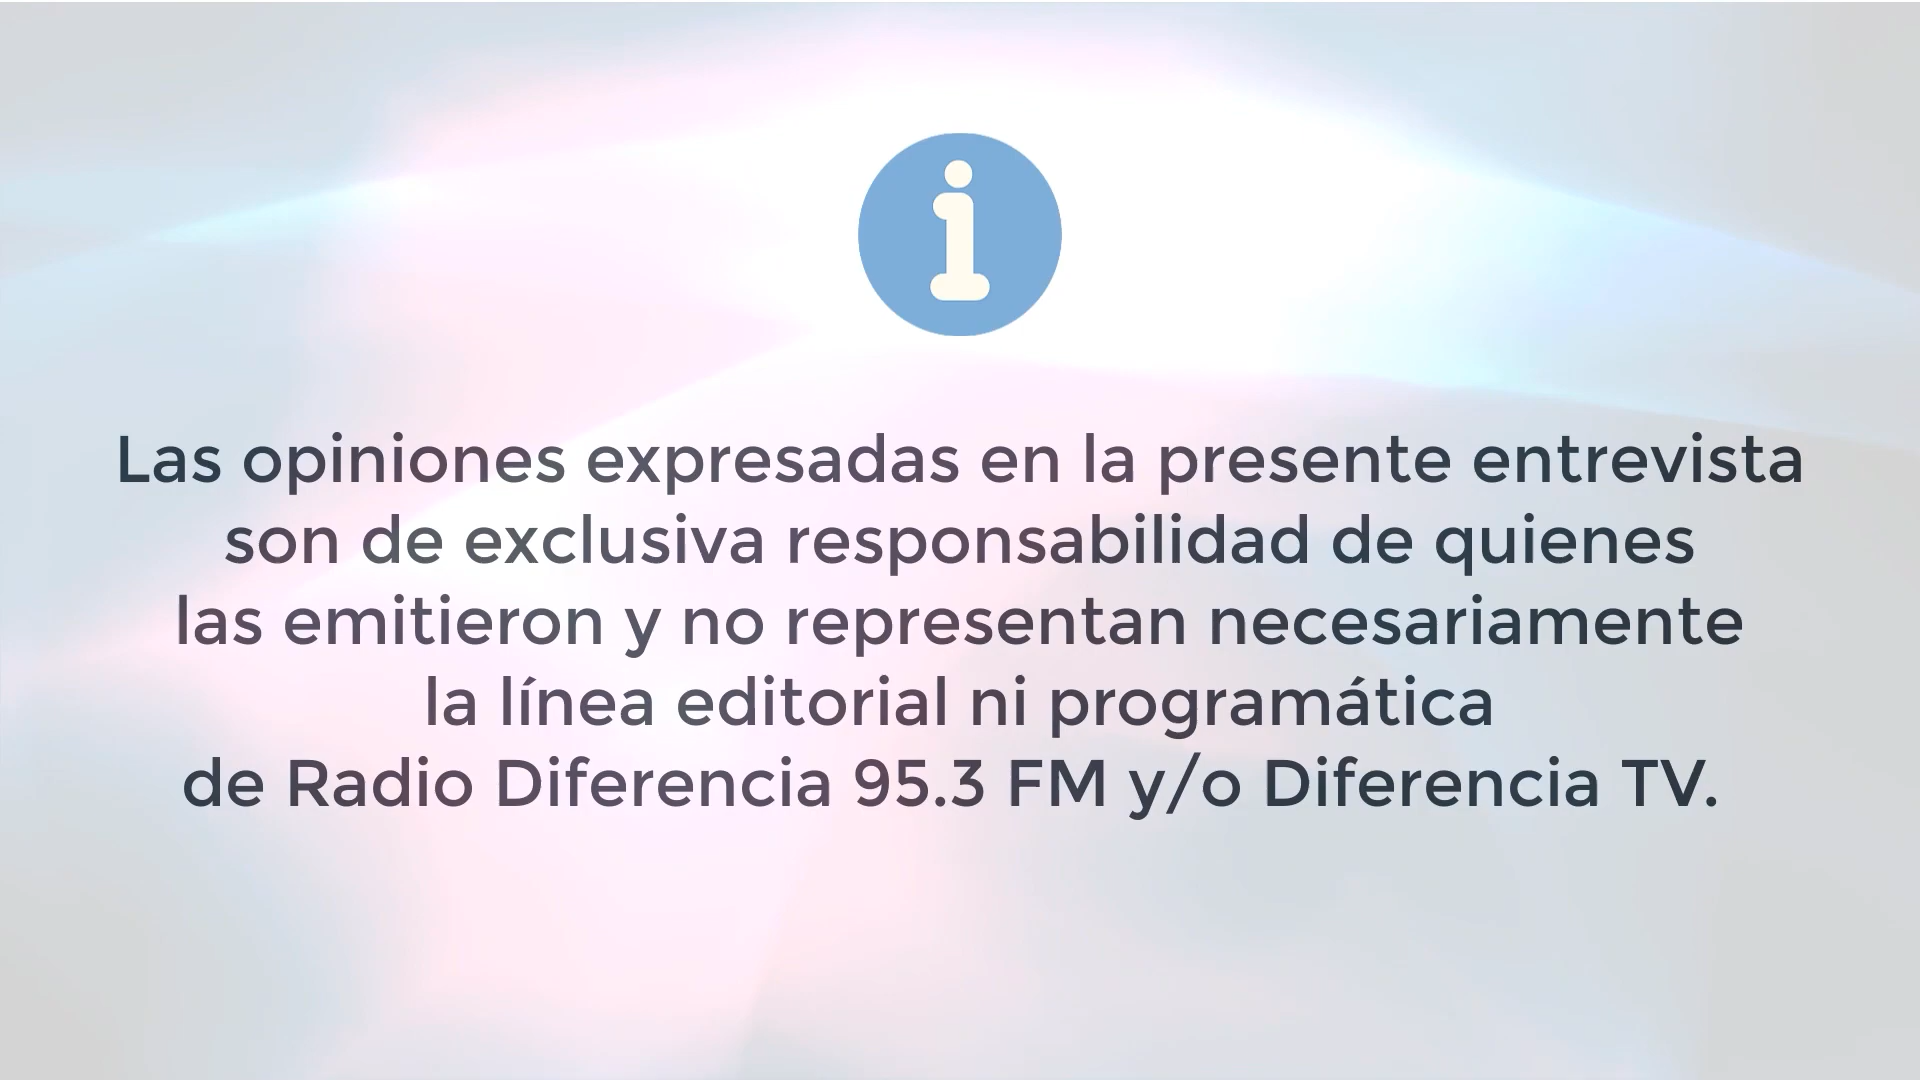 Las opiniones expresadas en la presente entrevista
son de exclusiva responsabilidad de quienes
las emitieron y no representan necesariamente
la línea editorial ni programática
de Radio Diferencia 95.3 FM y/o Diferencia TV.